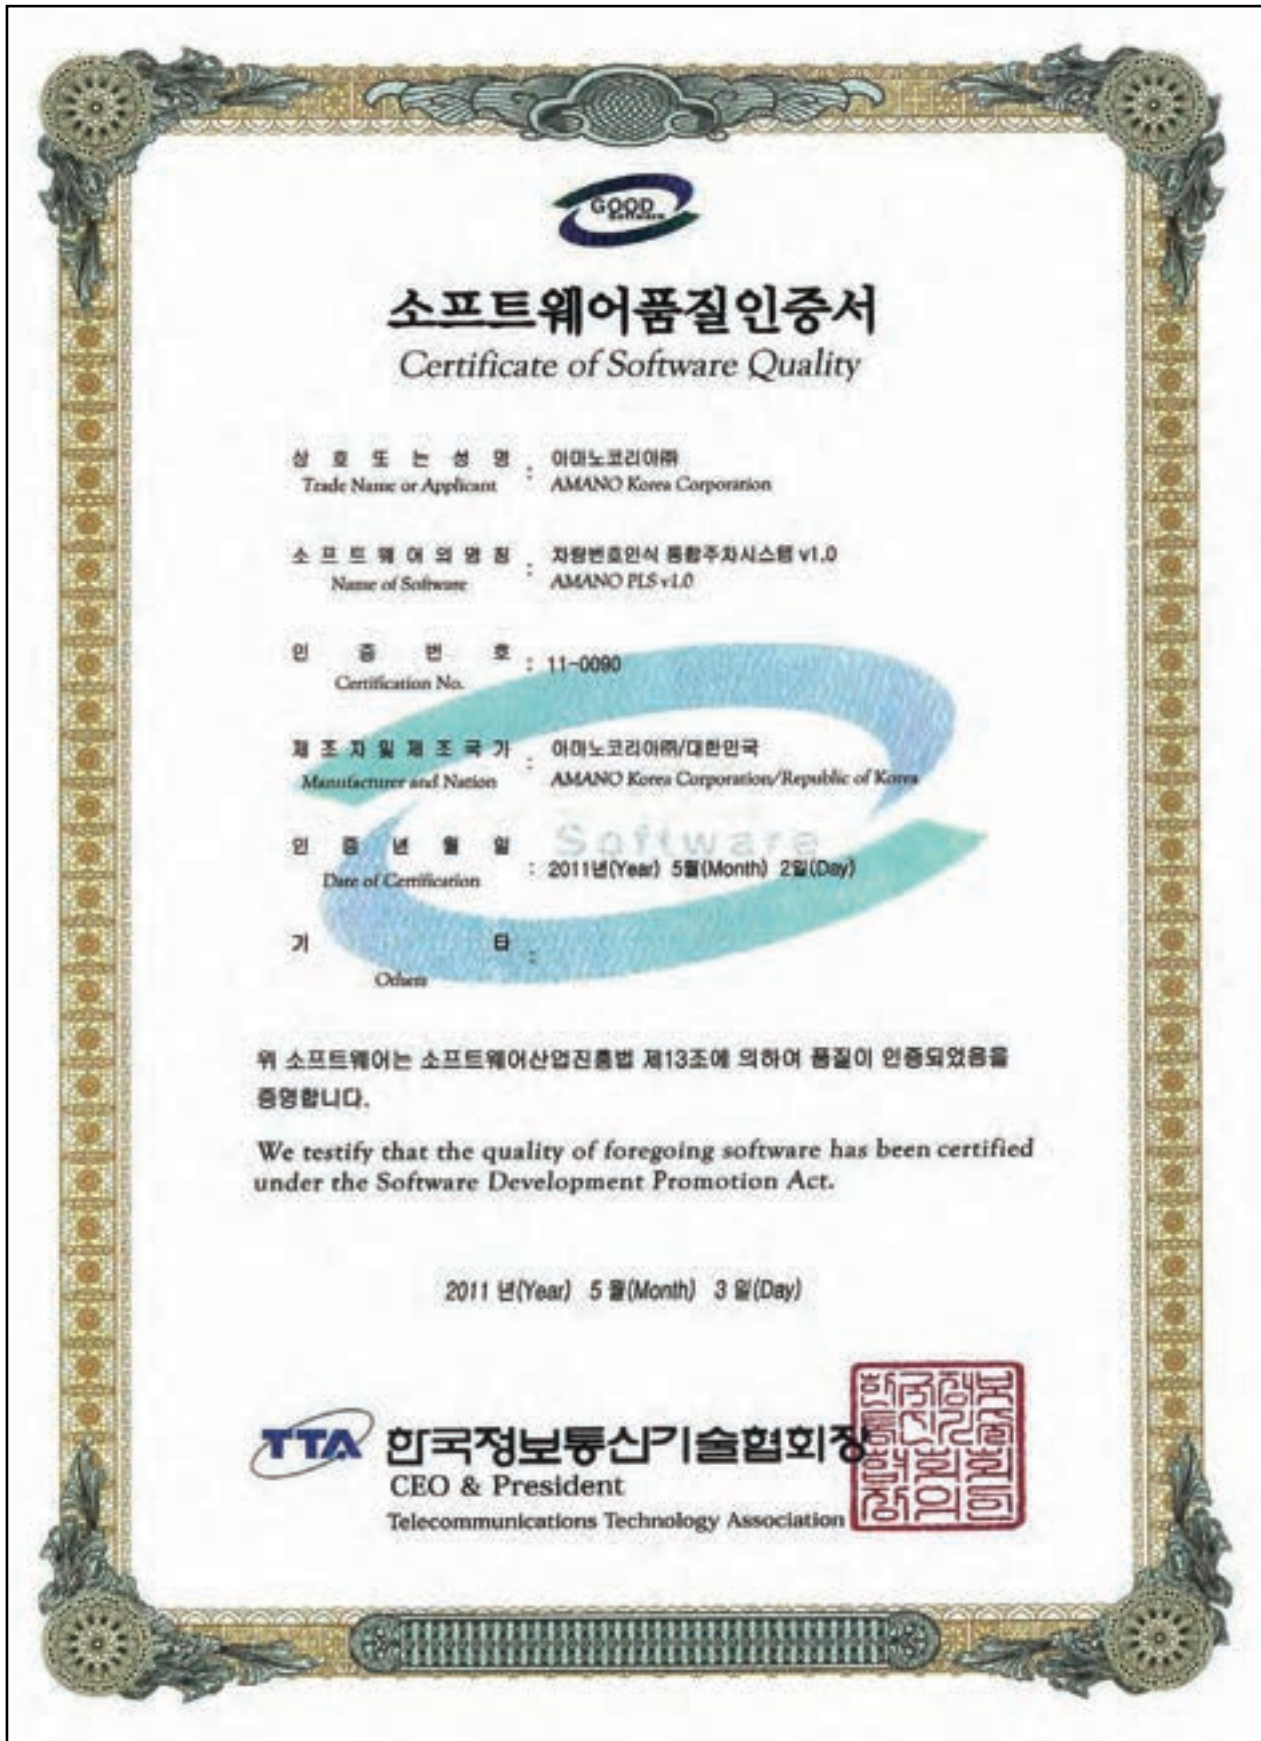 GOOD
Software
소프트웨어품질인증서
Certificate of Software Quality
상 호 또 는 성 명 : 아마노코리아㈜
Trade Name or Applicant AMANO Korea Corporation
소 프 트 웨 어 의 명 칭 : 차량번호인식 통합주차시스템 v1.0
Name of Software AMANO PLS v1.0
인 증 번 호 : 11-0090
Certification No.
제 조 자 및 제 조 국 가 : 아마노코리아㈜/대한민국
Manufacturer and Nation AMANO Korea Corporation/Republic of Korea
Software
인 증 년 월 일
Date of Certification : 2011년(Year) 5월(Month) 2일(Day)
기 타 :
Others
위 소프트웨어는 소프트웨어산업진흥법 제13조에 의하여 품질이 인증되었음을
증명합니다.
We testify that the quality of foregoing software has been certified
under the Software Development Promotion Act.
2011 년(Year) 5 월(Month) 3 일(Day)
TTA 한국정보통신기술협회장
CEO & President
Telecommunications Technology Association